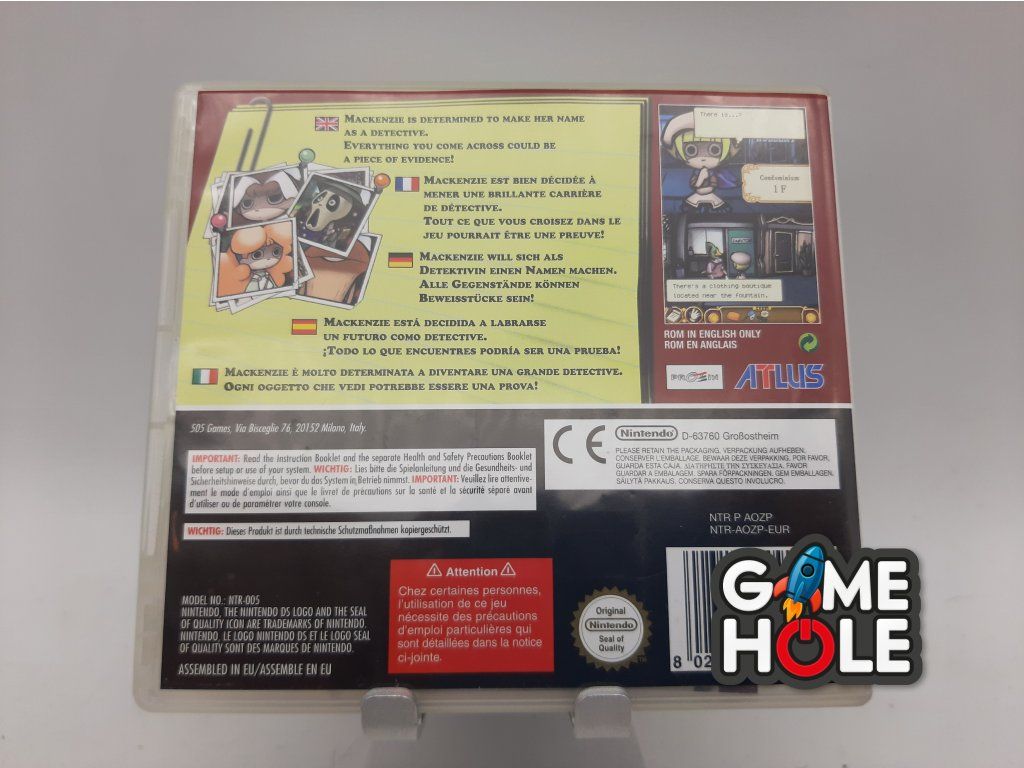 MACKENZIE IS DETERMINED TO MAKE HER NAME
AS A DETECTIVE.
EVERYTHING YOU COME ACROSS COULD BE
A PIECE OF EVIDENCE!
MACKENZIE EST BIEN DÉCIDÉE À
MENER UNE BRILLANTE CARRIÈRE
DE DÉTECTIVE.
TOUT CE QUE VOUS CROISEZ DANS LE
JEU POURRAIT ÊTRE UNE PREUVE!
MACKENZIE WILL SICH ALS
DETEKTIVIN EINEN NAMEN MACHEN.
ALLE GEGENSTÄNDE KÖNNEN
BEWEISSTÜCKE SEIN!
MACKENZIE ESTÁ DECIDIDA A LABRARSE
UN FUTURO COMO DETECTIVE.
¡TODO LO QUE ENCUENTRES PODRÍA SER UNA PRUEBA!
MACKENZIE È MOLTO DETERMINATA A DIVENTARE UNA GRANDE DETECTIVE.
OGNI OGGETTO CHE VEDI POTREBBE ESSERE UNA PROVA!
There is...?
Condominium
1F
There's a clothing boutique
located near the fountain.
ROM IN ENGLISH ONLY
ROM EN ANGLAIS
ATLUS
505 Games, Via Bisceglie 76, 20152 Milano, Italy.
IMPORTANT: Read the Instruction Booklet and the separate Health and Safety Precautions Booklet
before setup or use of your system. WICHTIG: Lies bitte die Spielanleitung und die Gesundheits- und
Sicherheitshinweise durch, bevor du das System in Betrieb nimmst. IMPORTANT: Veuillez lire attentive-
ment le mode d'emploi ainsi que le livret de précautions sur la santé et la sécurité séparé avant
d'utiliser ou de paramétrer votre console.
WICHTIG: Dieses Produkt ist durch technische Schutzmaßnahmen kopiergeschützt.
CE
Nintendo D-63760 Großostheim
PLEASE RETAIN THE PACKAGING. VERPACKUNG AUFHEBEN.
CONSERVER L'EMBALLAGE. BEWAAR DEZE VERPAKKING. POR FAVOR,
GUARDA ESTA CAJA. ΔΙΑΤΗΡΗΣΤΕ ΤΗΝ ΣΥΣΚΕΥΑΣΙΑ. FAVOR
GUARDAR A EMBALAGEM. SPARA FÖRPACKNINGEN. GEM EMBALLAGEN.
SÄILYTÄ PAKKAUS. CONSERVA QUESTO INVOLUCRO.
NTR P AOZP
NTR-AOZP-EUR
MODEL NO.: NTR-005
NINTENDO, THE NINTENDO DS LOGO AND THE SEAL
OF QUALITY ICON ARE TRADEMARKS OF NINTENDO.
NINTENDO, LE LOGO NINTENDO DS ET LE LOGO SEAL
OF QUALITY SONT DES MARQUES DE NINTENDO.
ASSEMBLED IN EU/ASSEMBLE EN EU
Attention
Chez certaines personnes,
l'utilisation de ce jeu
nécessite des précautions
d'emploi particulières qui
sont détaillées dans la notice
ci-jointe.
Original
Nintendo
Seal of
Quality
TM
8 02
GAME
HOLE